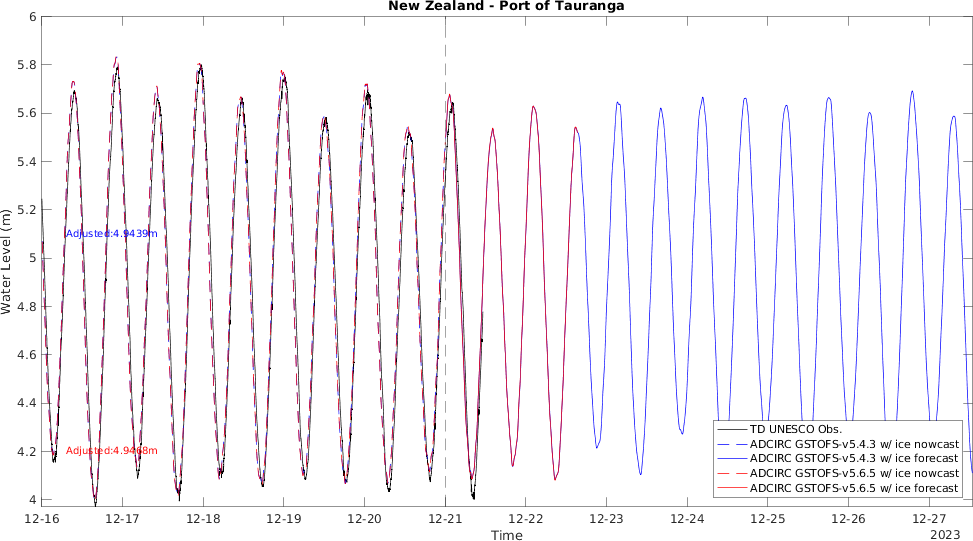 New Zealand - Port of Tauranga
Water Level (m)
6
5.8
5.6
5.4
5.2
5
4.8
4.6
4.4
4.2
4
Adjusted:4.9439m
Adjusted:4.9468m
TD UNESCO Obs.
ADCIRC GSTOFS-v5.4.3 w/ ice nowcast
ADCIRC GSTOFS-v5.4.3 w/ ice forecast
ADCIRC GSTOFS-v5.6.5 w/ ice nowcast
ADCIRC GSTOFS-v5.6.5 w/ ice forecast
12-16 12-17 12-18 12-19 12-20 12-21 12-22 12-23 12-24 12-25 12-26 12-27
Time
2023